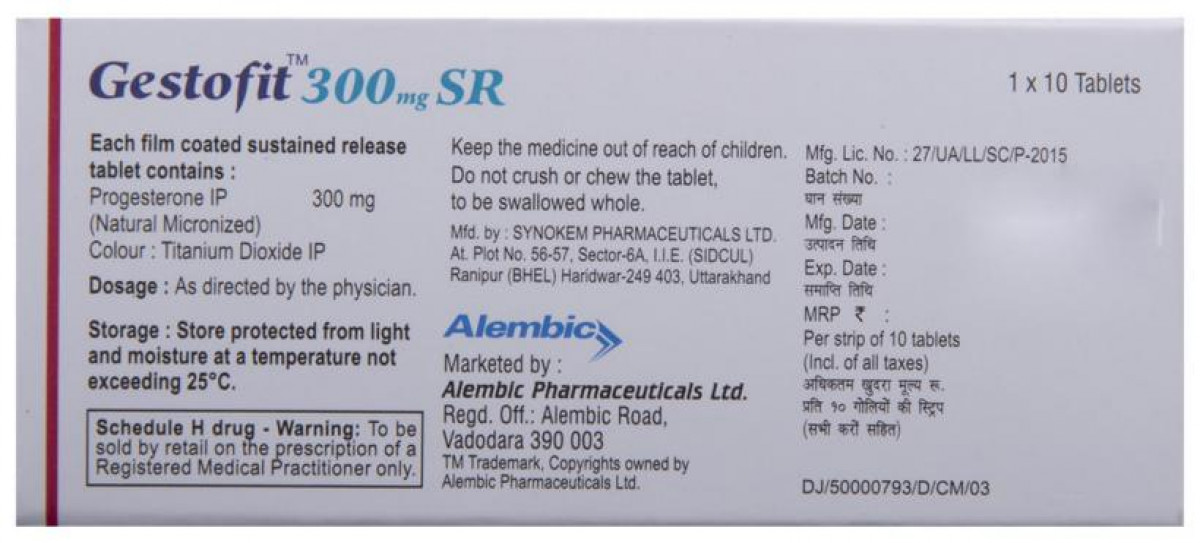 Gestofit™ 300mg SR
1 x 10 Tablets
Each film coated sustained release
tablet contains :
Progesterone IP 300 mg
(Natural Micronized)
Colour : Titanium Dioxide IP
Dosage : As directed by the physician.
Storage : Store protected from light
and moisture at a temperature not
exceeding 25°C.
Schedule H drug - Warning: To be
sold by retail on the prescription of a
Registered Medical Practitioner only.
Keep the medicine out of reach of children.
Do not crush or chew the tablet,
to be swallowed whole.
Mfd. by : SYNOKEM PHARMACEUTICALS LTD.
At. Plot No. 56-57, Sector-6A, I.I.E. (SIDCUL)
Ranipur (BHEL) Haridwar-249 403, Uttarakhand
Alembic
Marketed by :
Alembic Pharmaceuticals Ltd.
Regd. Off.: Alembic Road,
Vadodara 390 003
TM Trademark, Copyrights owned by
Alembic Pharmaceuticals Ltd.
Mfg. Lic. No. : 27/UA/LL/SC/P-2015
Batch No. :
घान संख्या
Mfg. Date :
उत्पादन तिथि
Exp. Date :
समाप्ति तिथि
MRP ₹ :
Per strip of 10 tablets
(Incl. of all taxes)
अधिकतम खुदरा मूल्य रू.
प्रति १० गोलियों की स्ट्रिप
(सभी करों सहित)
DJ/50000793/D/CM/03